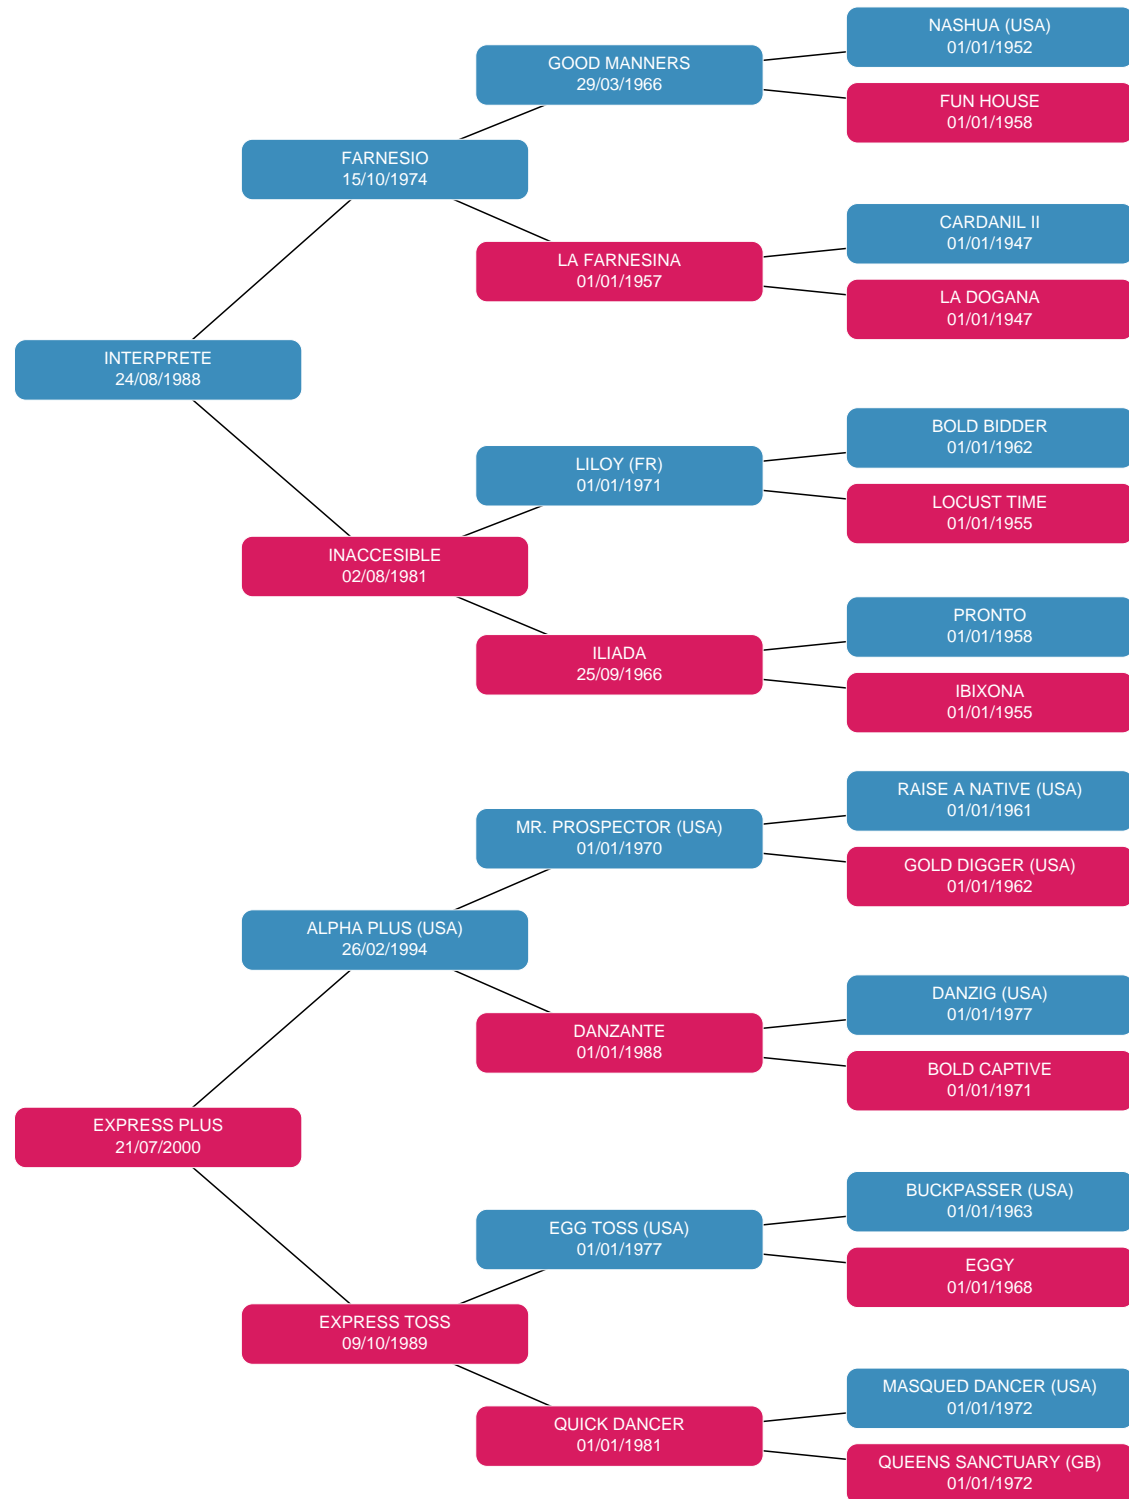 NASHUA (USA)
01/01/1952
GOOD MANNERS
29/03/1966
FUN HOUSE
01/01/1958
FARNESIO
15/10/1974
CARDANIL II
01/01/1947
LA FARNESINA
01/01/1957
LA DOGANA
01/01/1947
INTERPRETE
24/08/1988
BOLD BIDDER
01/01/1962
LILOY (FR)
01/01/1971
LOCUST TIME
01/01/1955
INACCESIBLE
02/08/1981
PRONTO
01/01/1958
ILIADA
25/09/1966
IBIXONA
01/01/1955
RAISE A NATIVE (USA)
01/01/1961
MR. PROSPECTOR (USA)
01/01/1970
GOLD DIGGER (USA)
01/01/1962
ALPHA PLUS (USA)
26/02/1994
DANZIG (USA)
01/01/1977
DANZANTE
01/01/1988
BOLD CAPTIVE
01/01/1971
EXPRESS PLUS
21/07/2000
BUCKPASSER (USA)
01/01/1963
EGG TOSS (USA)
01/01/1977
EGGY
01/01/1968
EXPRESS TOSS
09/10/1989
MASQUED DANCER (USA)
01/01/1972
QUICK DANCER
01/01/1981
QUEENS SANCTUARY (GB)
01/01/1972